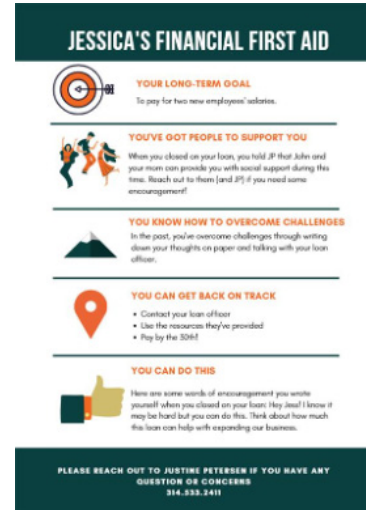 JESSICA'S FINANCIAL FIRST AID
YOUR LONG-TERM GOAL
To pay for two new employees' salaries.
YOU'VE GOT PEOPLE TO SUPPORT YOU
When you closed on your loan, you told JP that John and
your mom can provide you with social support during this
time. Reach out to them (and JP) if you need some
encouragement!
YOU KNOW HOW TO OVERCOME CHALLENGES
In the past, you've overcome challenges through writing
down your thoughts on paper and talking with your loan
officer.
YOU CAN GET BACK ON TRACK
• Contact your loan officer
• Use the resources they've provided
• Pay by the 30th!
YOU CAN DO THIS
Here are some words of encouragement you wrote
yourself when you closed on your loan: Hey Jess! I know it
may be hard but you can do this. Think about how much
this loan can help with expanding our business.
PLEASE REACH OUT TO JUSTINE PETERSEN IF YOU HAVE ANY
QUESTION OR CONCERNS
314.533.2411